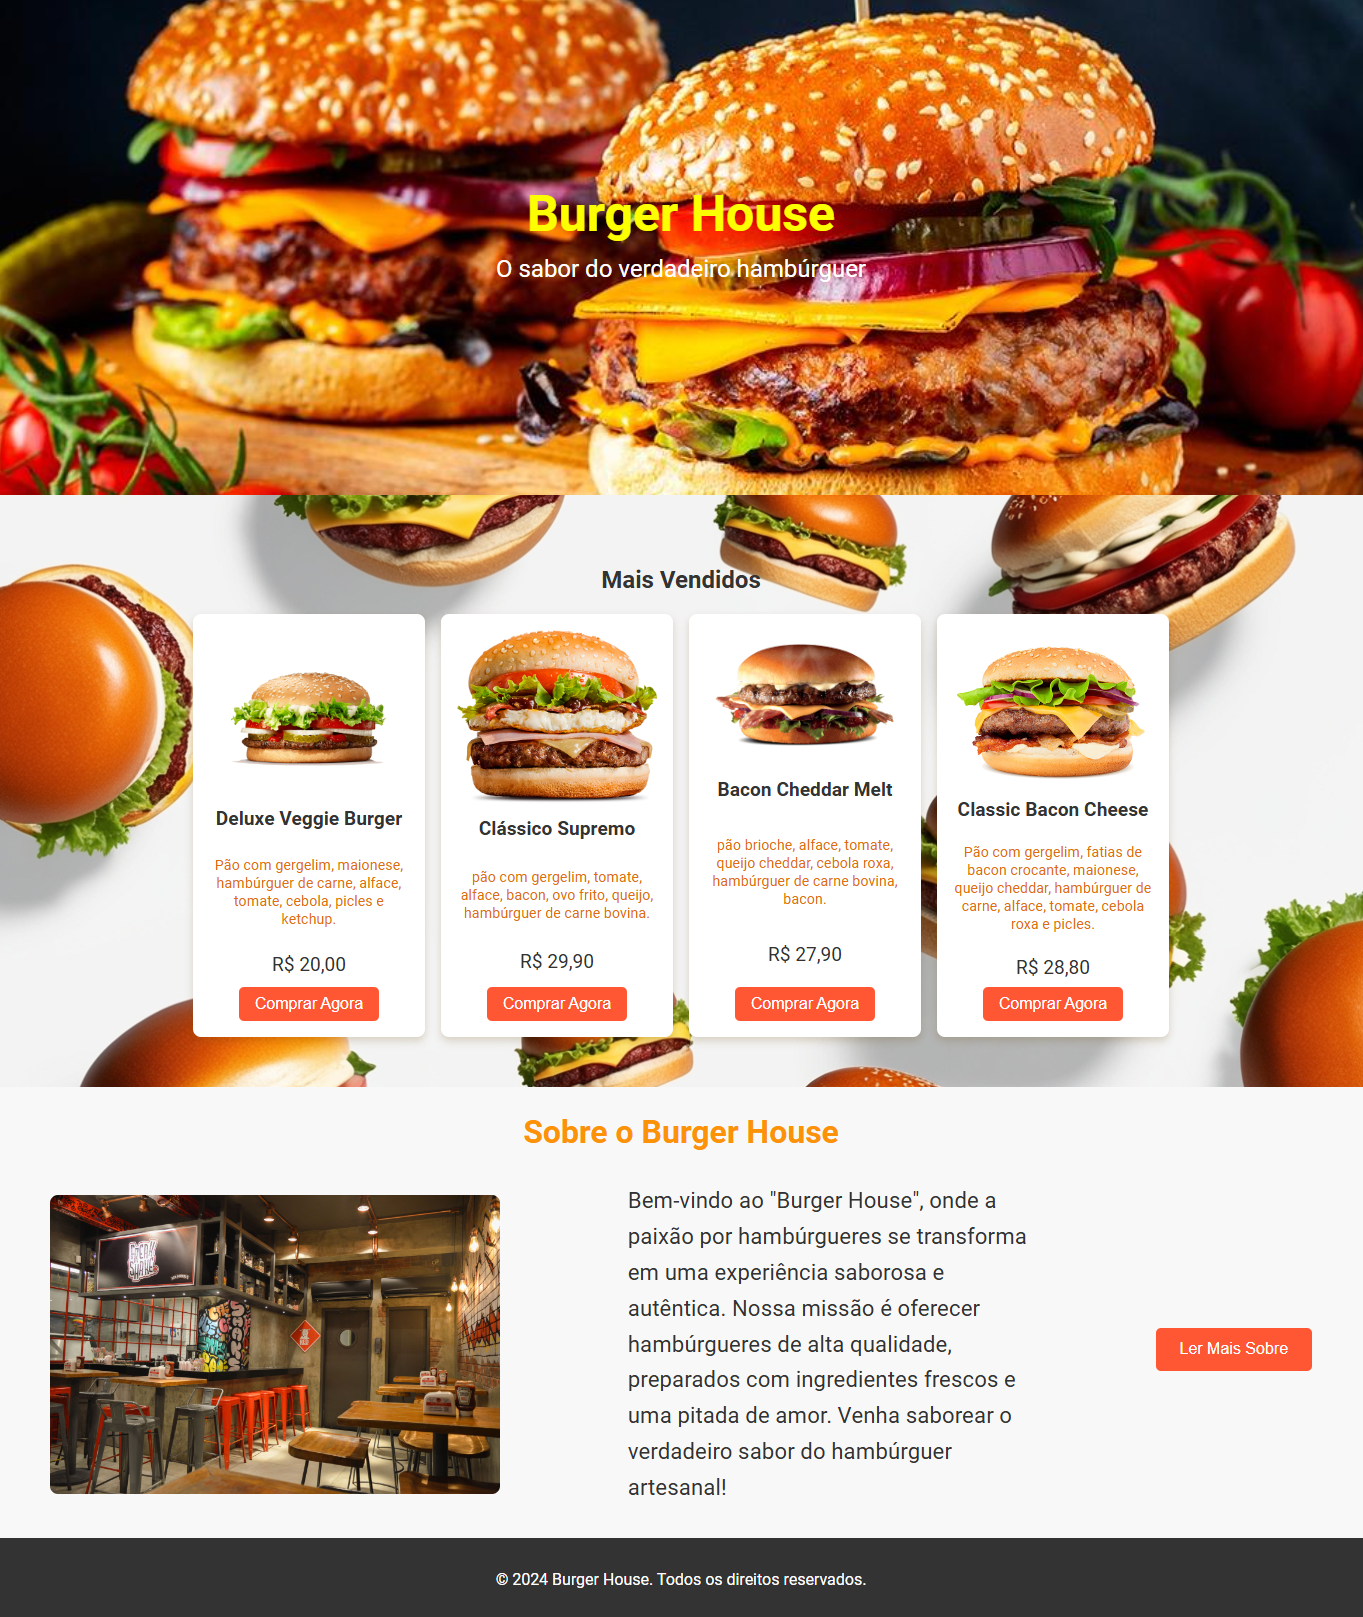 Burger House
O sabor do verdadeiro hambúrguer
Mais Vendidos
Deluxe Veggie Burger
Pão com gergelim, maionese,
hambúrguer de carne, alface,
tomate, cebola, picles e
ketchup.
R$ 20,00
Comprar Agora
Clássico Supremo
pão com gergelim, tomate,
alface, bacon, ovo frito, queijo,
hambúrguer de carne bovina.
R$ 29,90
Comprar Agora
Bacon Cheddar Melt
pão brioche, alface, tomate,
queijo cheddar, cebola roxa,
hambúrguer de carne bovina,
bacon.
R$ 27,90
Comprar Agora
Classic Bacon Cheese
Pão com gergelim, fatias de
bacon crocante, maionese,
queijo cheddar, hambúrguer de
carne, alface, tomate, cebola
roxa e picles.
R$ 28,80
Comprar Agora
Sobre o Burger House
Bem-vindo ao "Burger House", onde a
paixão por hambúrgueres se transforma
em uma experiência saborosa e
autêntica. Nossa missão é oferecer
hambúrgueres de alta qualidade,
preparados com ingredientes frescos e
uma pitada de amor. Venha saborear o
verdadeiro sabor do hambúrguer
artesanal!
Ler Mais Sobre
© 2024 Burger House. Todos os direitos reservados.